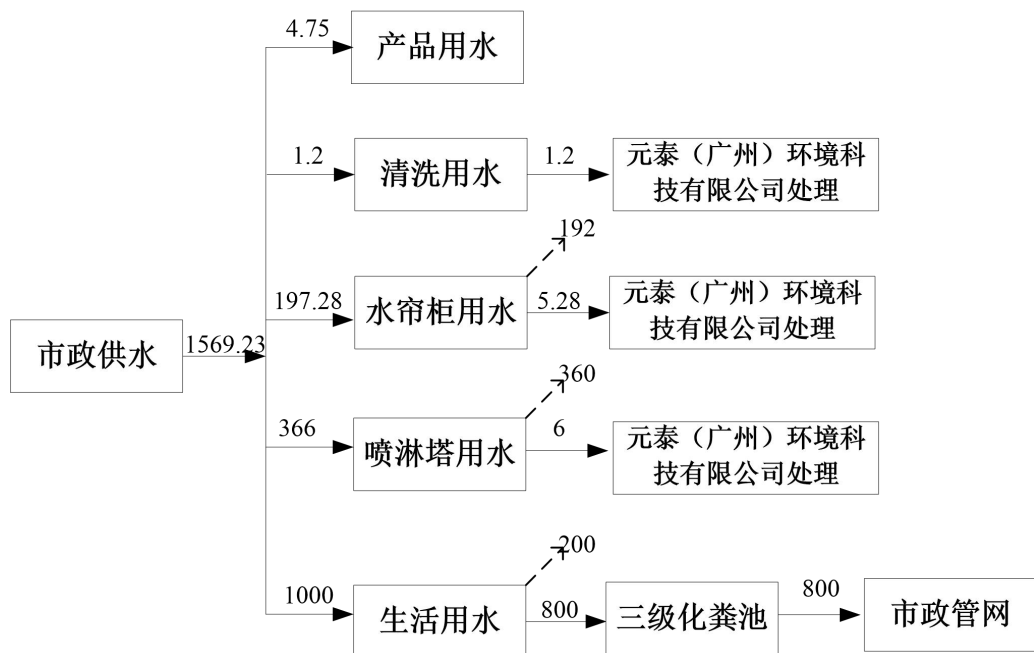 4.75
产品用水
1.2
清洗用水
1.2
元泰（广州）环境科
技有限公司处理
192
197.28
水帘柜用水
5.28
元泰（广州）环境科
技有限公司处理
市政供水
1569.23
360
366
喷淋塔用水
6
元泰（广州）环境科
技有限公司处理
200
1000
生活用水
800
三级化粪池
800
市政管网